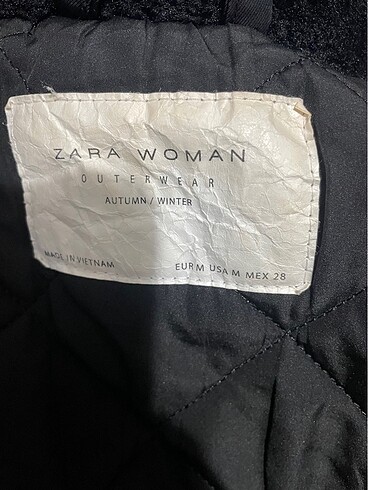 ZARA WOMAN
OUTERWEAR
AUTUMN / WINTER
MADE IN VIETNAM
EUR M USA M MEX 28